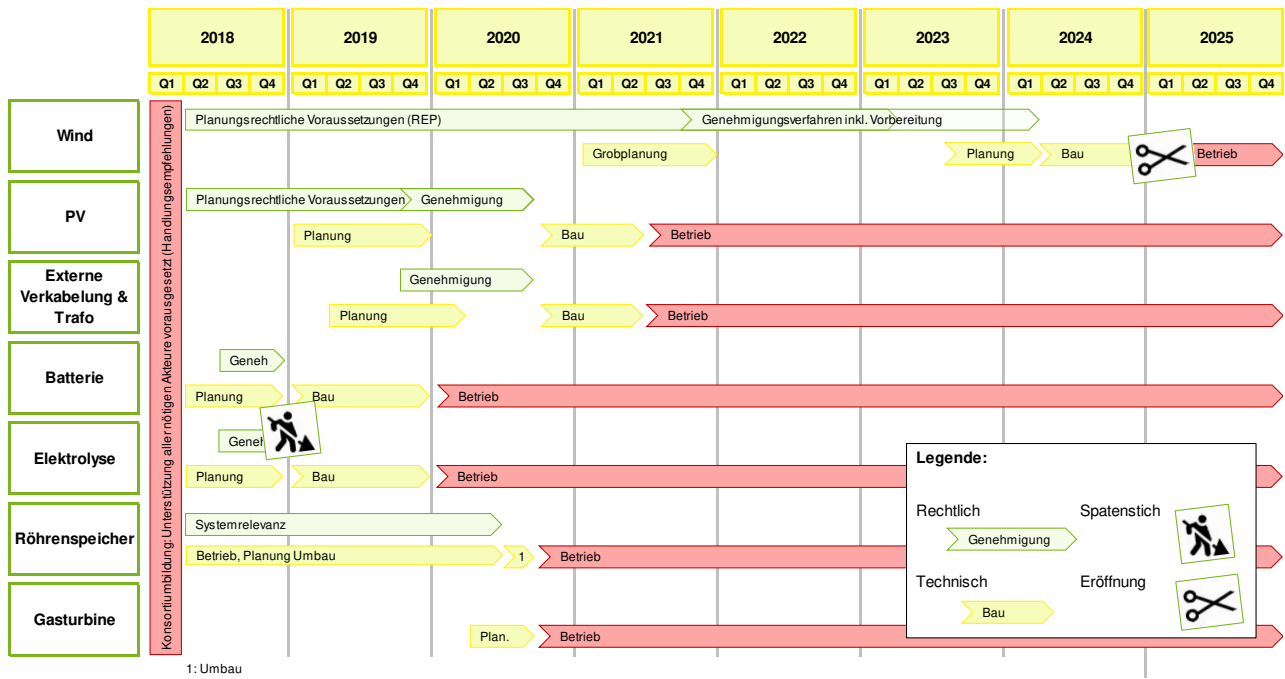 2018 2019 2020 2021 2022 2023 2024 2025
Q1 Q2 Q3 Q4 Q1 Q2 Q3 Q4 Q1 Q2 Q3 Q4 Q1 Q2 Q3 Q4 Q1 Q2 Q3 Q4 Q1 Q2 Q3 Q4 Q1 Q2 Q3 Q4 Q1 Q2 Q3 Q4
Konsortiumbildung: Unterstützung aller nötigen Akteure vorausgesetzt (Handlungsempfehlungen)
Wind
Planungsrechtliche Voraussetzungen (REP) Genehmigungsverfahren inkl. Vorbereitung
Grobplanung Planung Bau Betrieb
PV
Planungsrechtliche Voraussetzungen Genehmigung
Planung Bau Betrieb
Externe
Verkabelung &
Trafo
Genehmigung
Planung Bau Betrieb
Batterie
Geneh
Planung Bau Betrieb
Elektrolyse
Geneh
Planung Bau Betrieb
Röhrenspeicher
Systemrelevanz
Betrieb, Planung Umbau 1 Betrieb
Gasturbine
Plan. Betrieb
Legende:
Rechtlich Spatenstich
Genehmigung
Technisch Eröffnung
Bau
1: Umbau